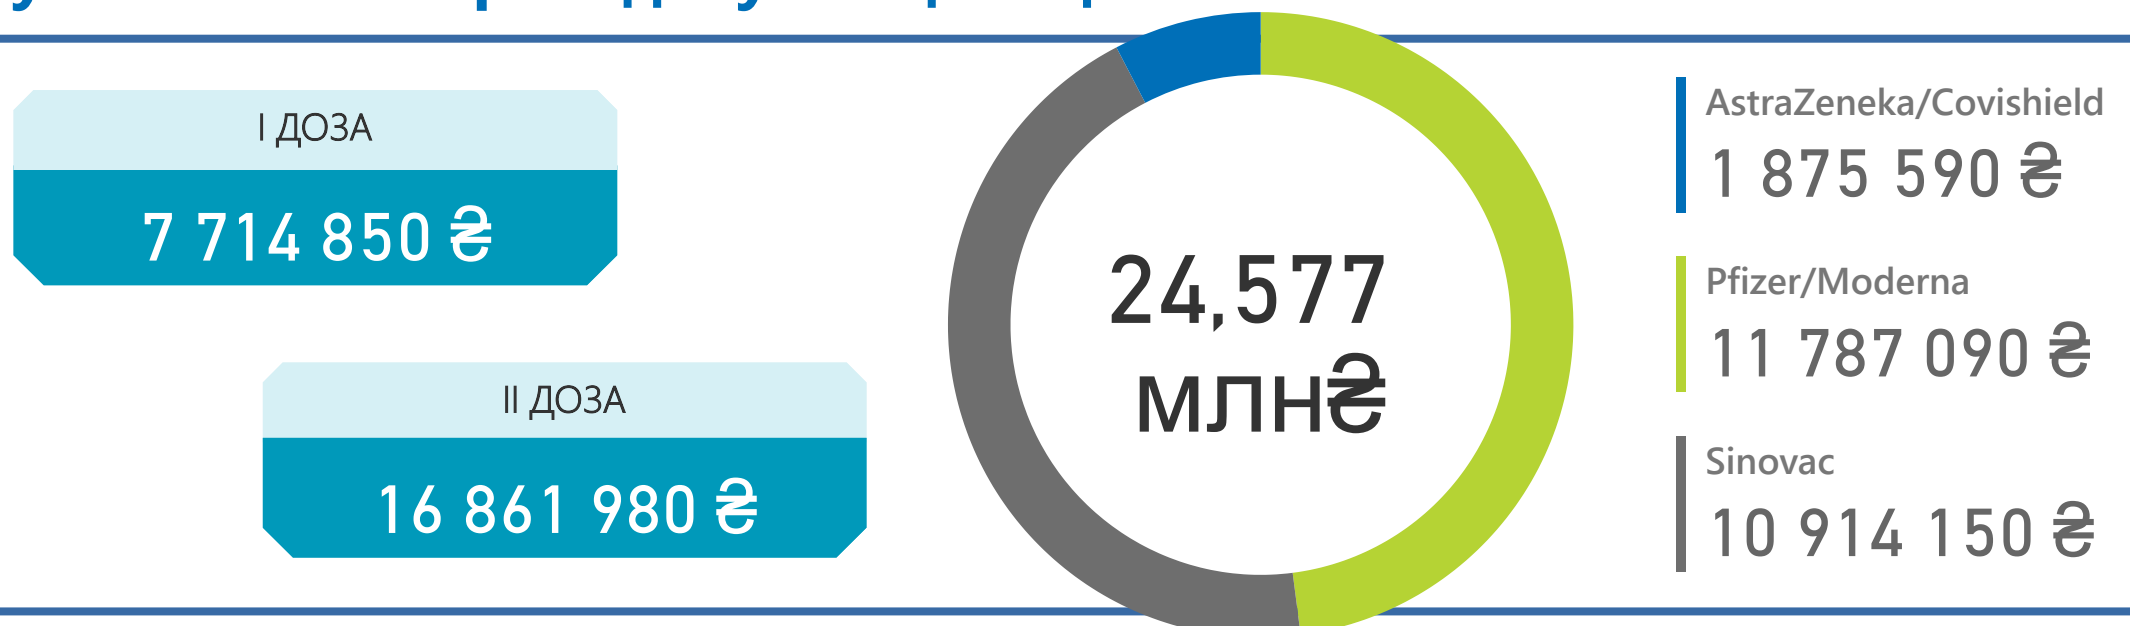 I ДОЗА
7 714 850 ₴
II ДОЗА
16 861 980 ₴
24,577
млн₴
AstraZeneka/Covishield
1 875 590 ₴
Pfizer/Moderna
11 787 090 ₴
Sinovac
10 914 150 ₴